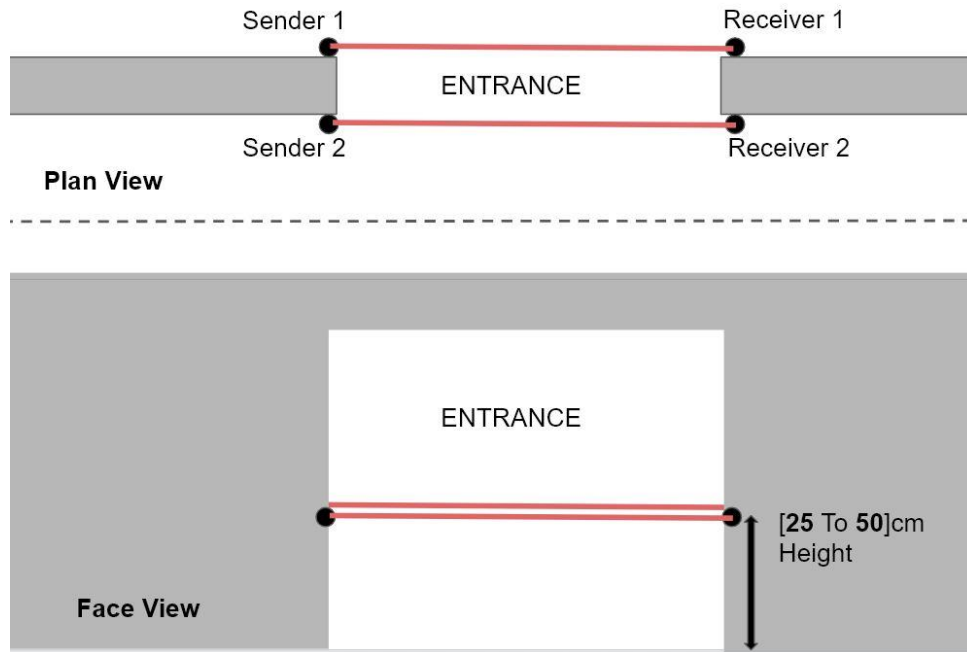 Sender 1
Receiver 1
ENTRANCE
Sender 2
Receiver 2
Plan View
ENTRANCE
[25 To 50]cm
Height
Face View